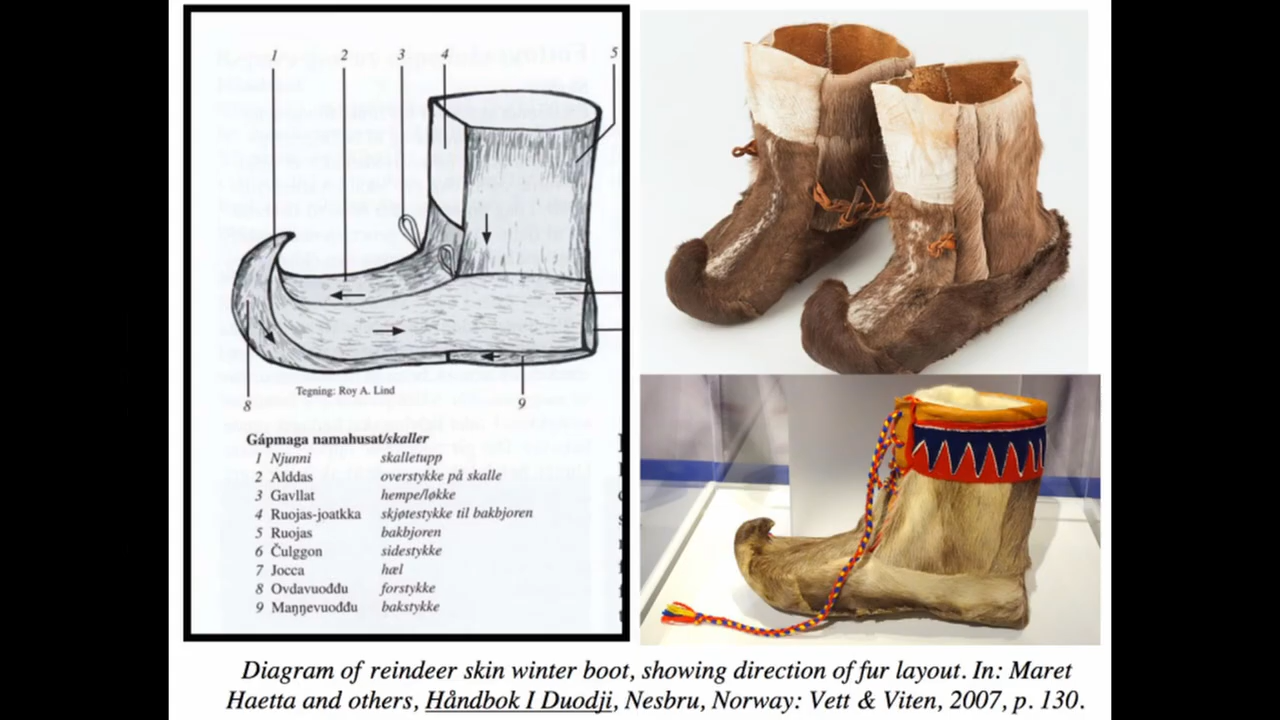 1 2 3 4 5
Tegning: Roy A. Lind
8 9
Gápmaga namahusat/skaller
1 Njunni skalletupp
2 Alddas overstykke på skalle
3 Gavllat hempe/løkke
4 Ruojas-joatkka skjøtestykke til bakbjoren
5 Ruojas bakbjoren
6 Čulggon sidestykke
7 Jocca hæl
8 Ovdavuođđu forstykke
9 Maŋŋevuođđu bakstykke
Diagram of reindeer skin winter boot, showing direction of fur layout. In: Maret
Haetta and others, Håndbok I Duodji, Nesbru, Norway: Vett & Viten, 2007, p. 130.